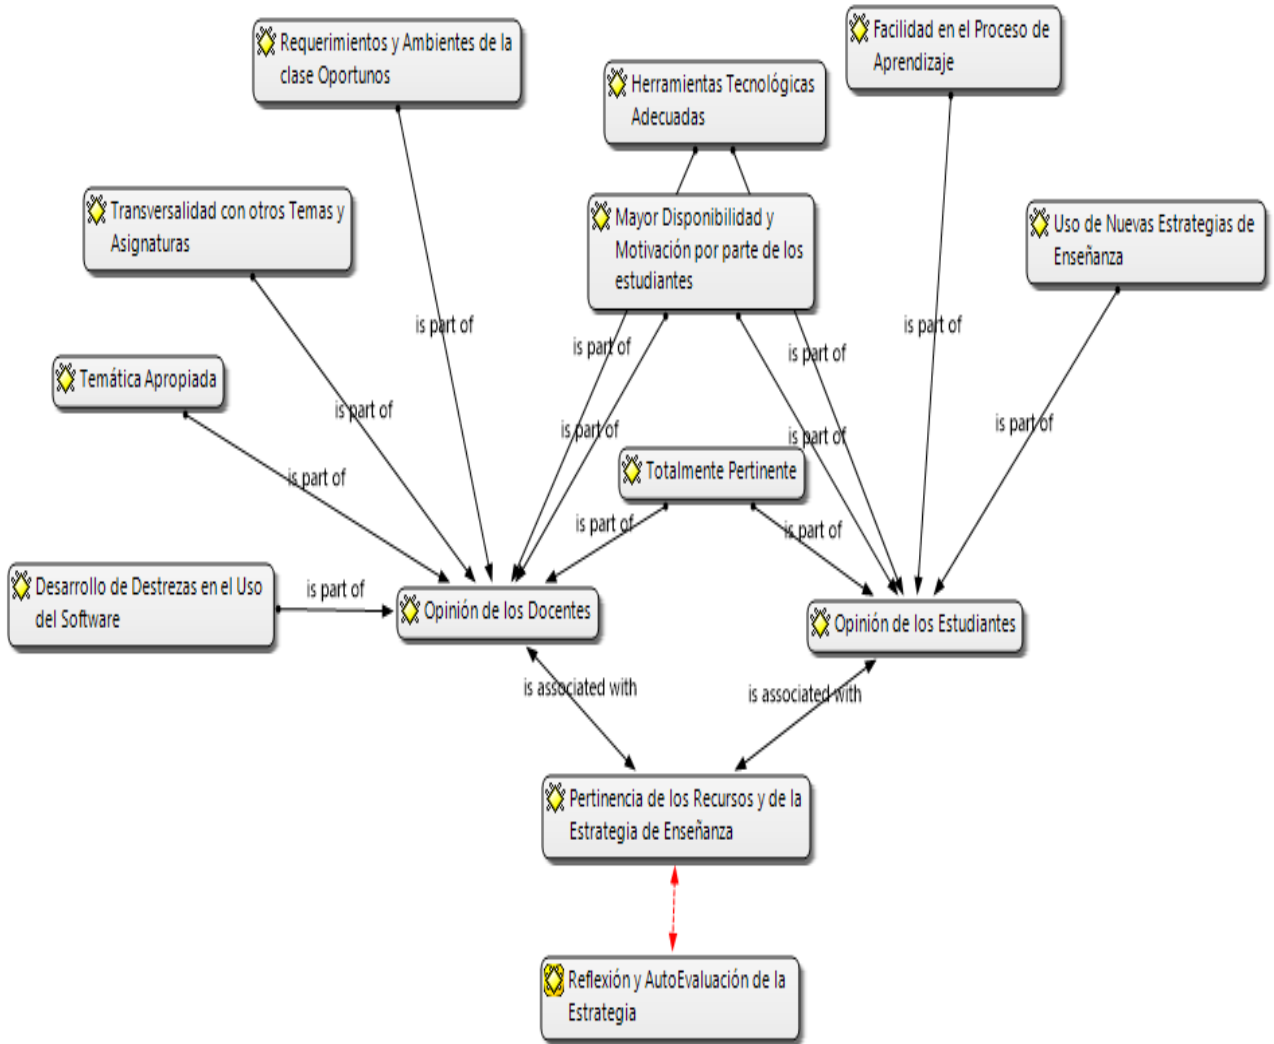 Requerimientos y Ambientes de la
clase Oportunos
Facilidad en el Proceso de
Aprendizaje
Herramientas Tecnológicas
Adecuadas
Transversalidad con otros Temas y
Asignaturas
Mayor Disponibilidad y
Motivación por parte de los
estudiantes
Uso de Nuevas Estrategias de
Enseñanza
is part of
is part of
is part of
is part of
Temática Apropiada
is part of
is part of
is part of
is part of
is part of
Totalmente Pertinente
is part of
is part of
is part of
Desarrollo de Destrezas en el Uso
del Software
is part of
Opinión de los Docentes
Opinión de los Estudiantes
is associated with
is associated with
Pertinencia de los Recursos y de la
Estrategia de Enseñanza
Reflexión y AutoEvaluación de la
Estrategia